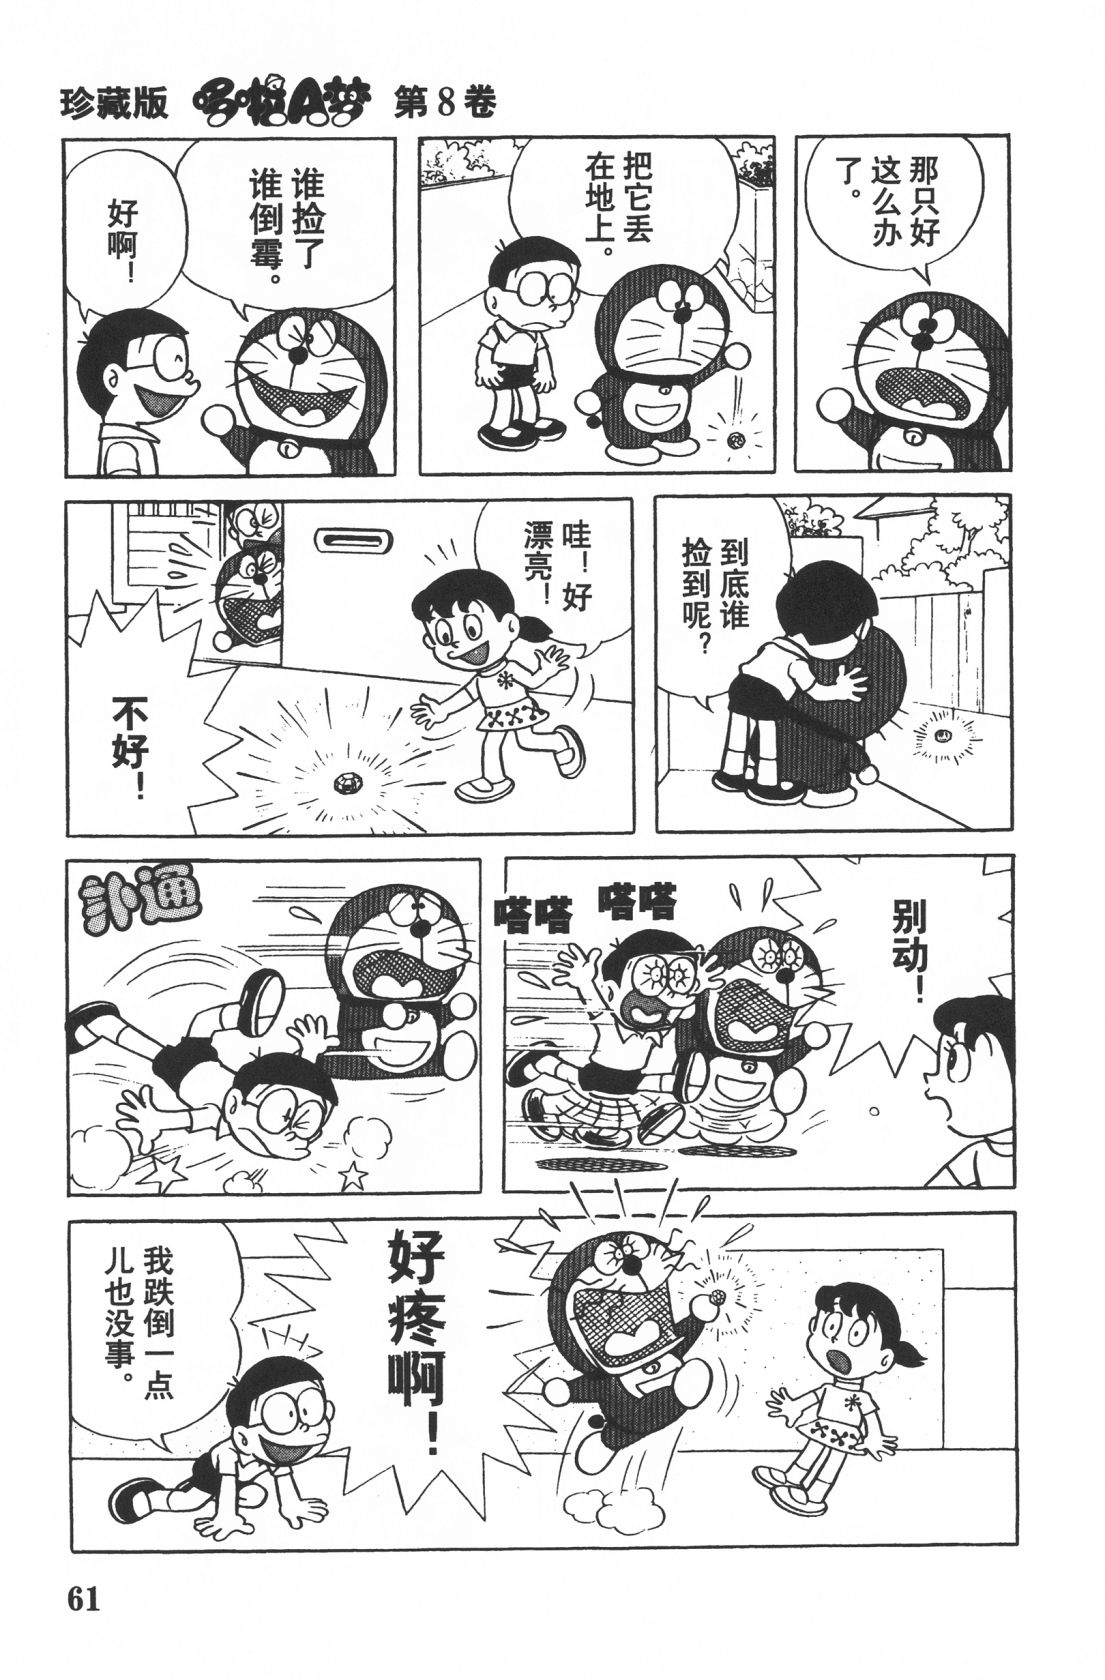 珍藏版 哆啦A梦 第8卷
那只好
这么办
了。
把它丢
在地上。
谁捡了
谁倒霉。
好啊！
到底谁
捡到呢？
哇！好
漂亮！
不好！
别动！
嗒嗒
嗒嗒
扑通
好疼啊！
我跌倒一点
儿也没事。
61